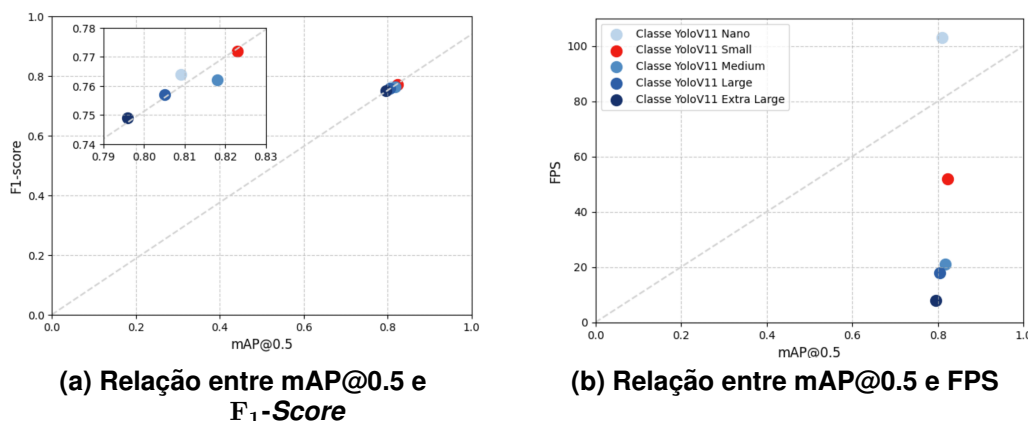 1.0
0.8
0.6
0.4
0.2
0.0
F1-score
0.78
0.77
0.76
0.75
0.74
0.79
0.80
0.81
0.82
0.83
0.0
0.2
0.4
0.6
0.8
1.0
mAP@0.5
(a) Relação entre mAP@0.5 e
F₁-Score
100
80
60
40
20
0
FPS
Classe YoloV11 Nano
Classe YoloV11 Small
Classe YoloV11 Medium
Classe YoloV11 Large
Classe YoloV11 Extra Large
0.0
0.2
0.4
0.6
0.8
1.0
mAP@0.5
(b) Relação entre mAP@0.5 e FPS